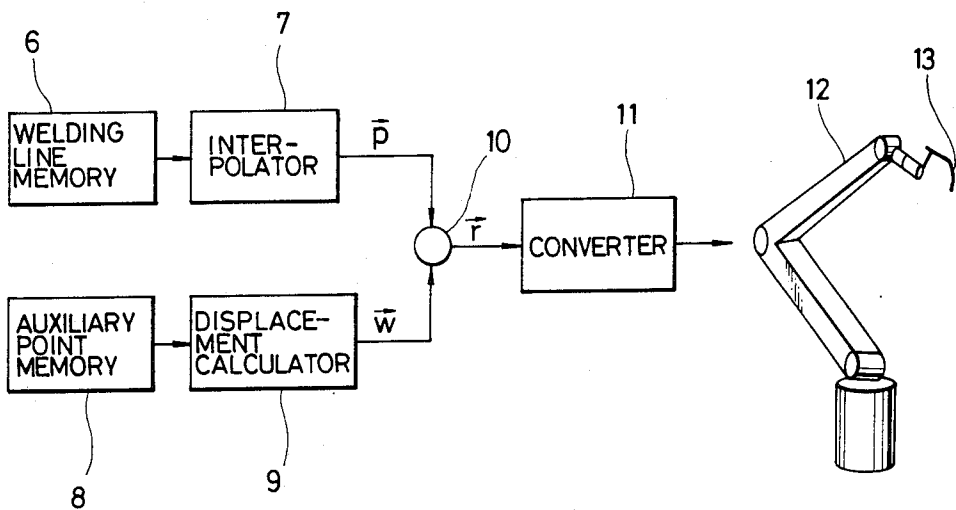 6
7
WELDING
LINE
MEMORY
INTER-
POLATOR
p⃗
10
r⃗
11
CONVERTER
12
13
AUXILIARY
POINT
MEMORY
DISPLACE-
MENT
CALCULATOR
w⃗
8
9